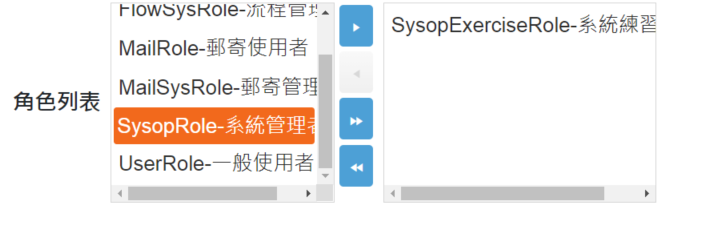 FlowSysRole-流程管理
MailRole-郵寄使用者
MailSysRole-郵寄管理
角色列表
SysopRole-系統管理者
UserRole-一般使用者
SysopExerciseRole-系統練習